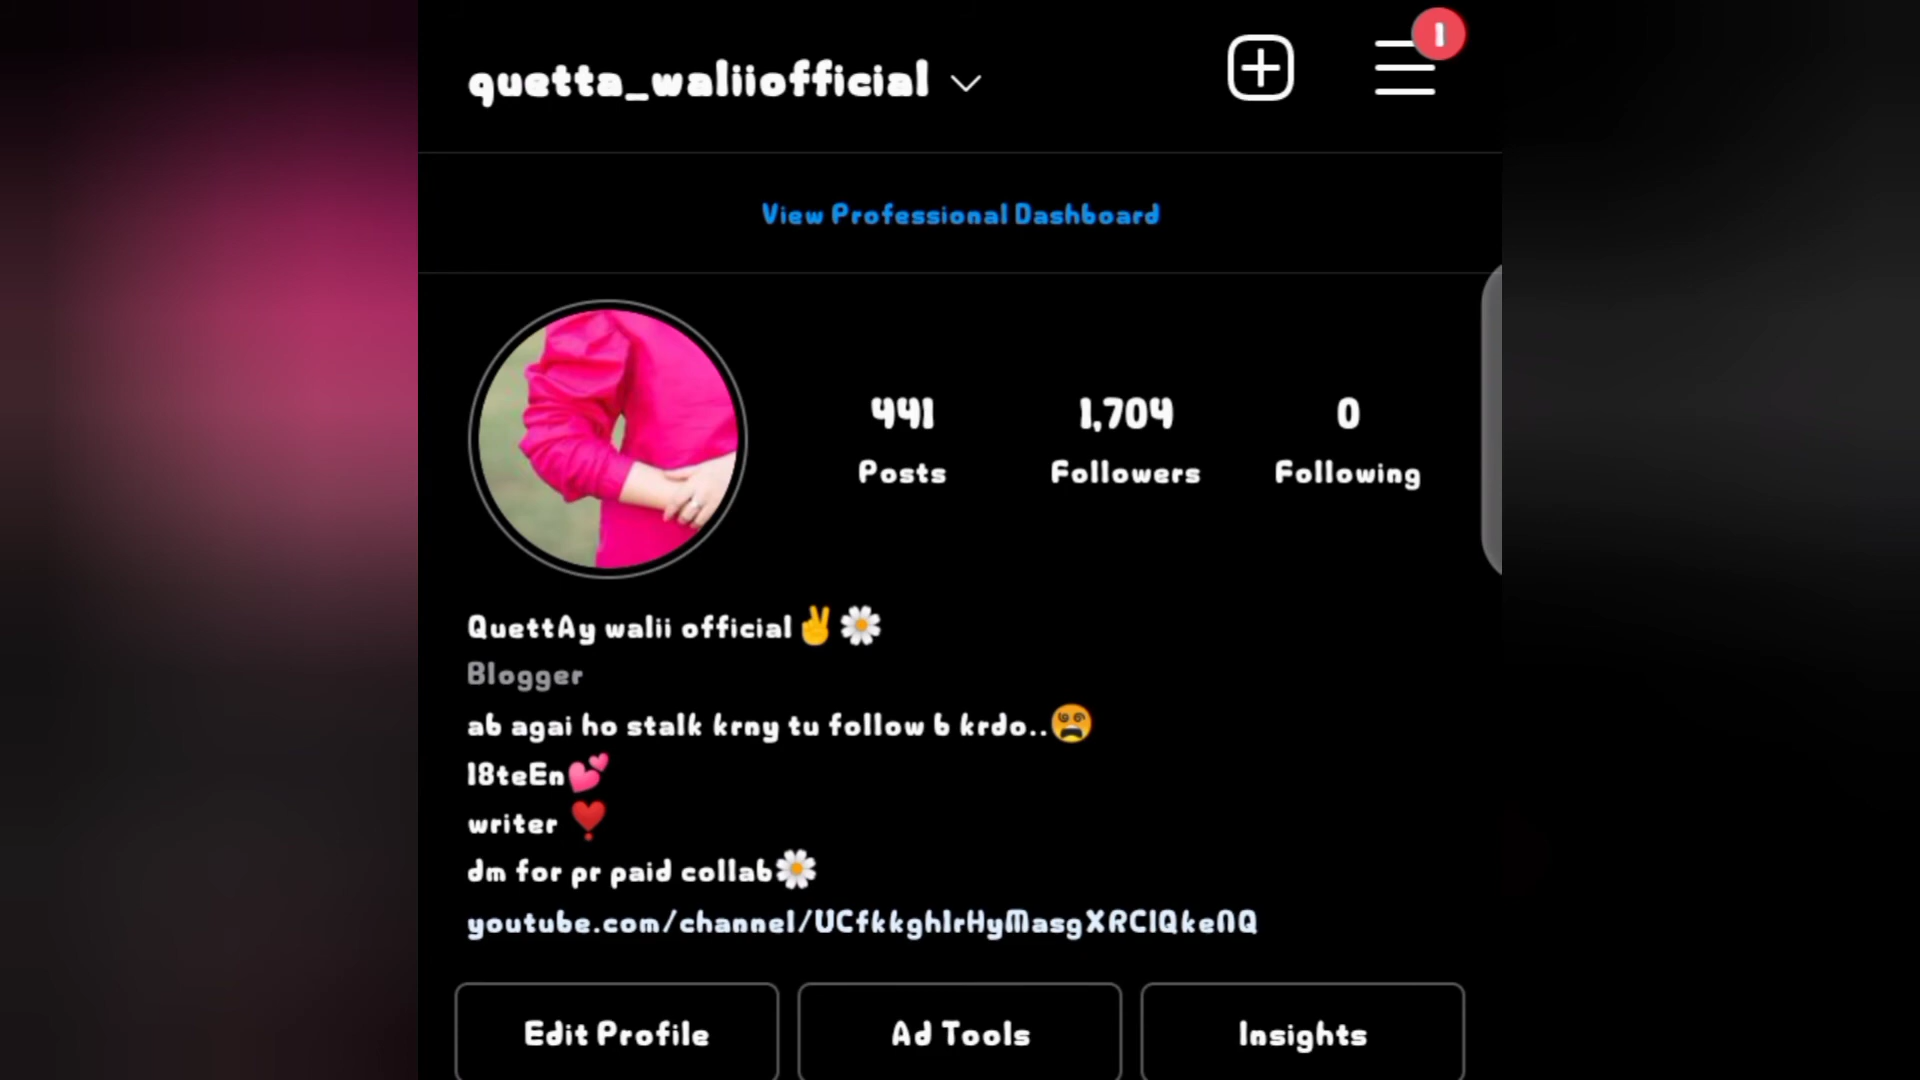 quetta_waliiofficial
1
View Professional Dashboard
441 1,704 0
Posts Followers Following
QuettAy walii official✌️🌼
Blogger
ab agai ho stalk krny tu follow b krdo..😵
18teEn💕
writer ❣️
dm for pr paid collab🌼
youtube.com/channel/UCfkkghIrHyMasgXRCIQkeNQ
Edit Profile Ad Tools Insights